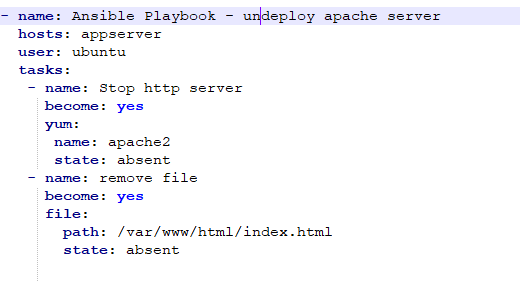 - name: Ansible Playbook - undeploy apache server
  hosts: appserver
  user: ubuntu
  tasks:
   - name: Stop http server
     become: yes
     yum:
      name: apache2
      state: absent
   - name: remove file
     become: yes
     file:
       path: /var/www/html/index.html
       state: absent